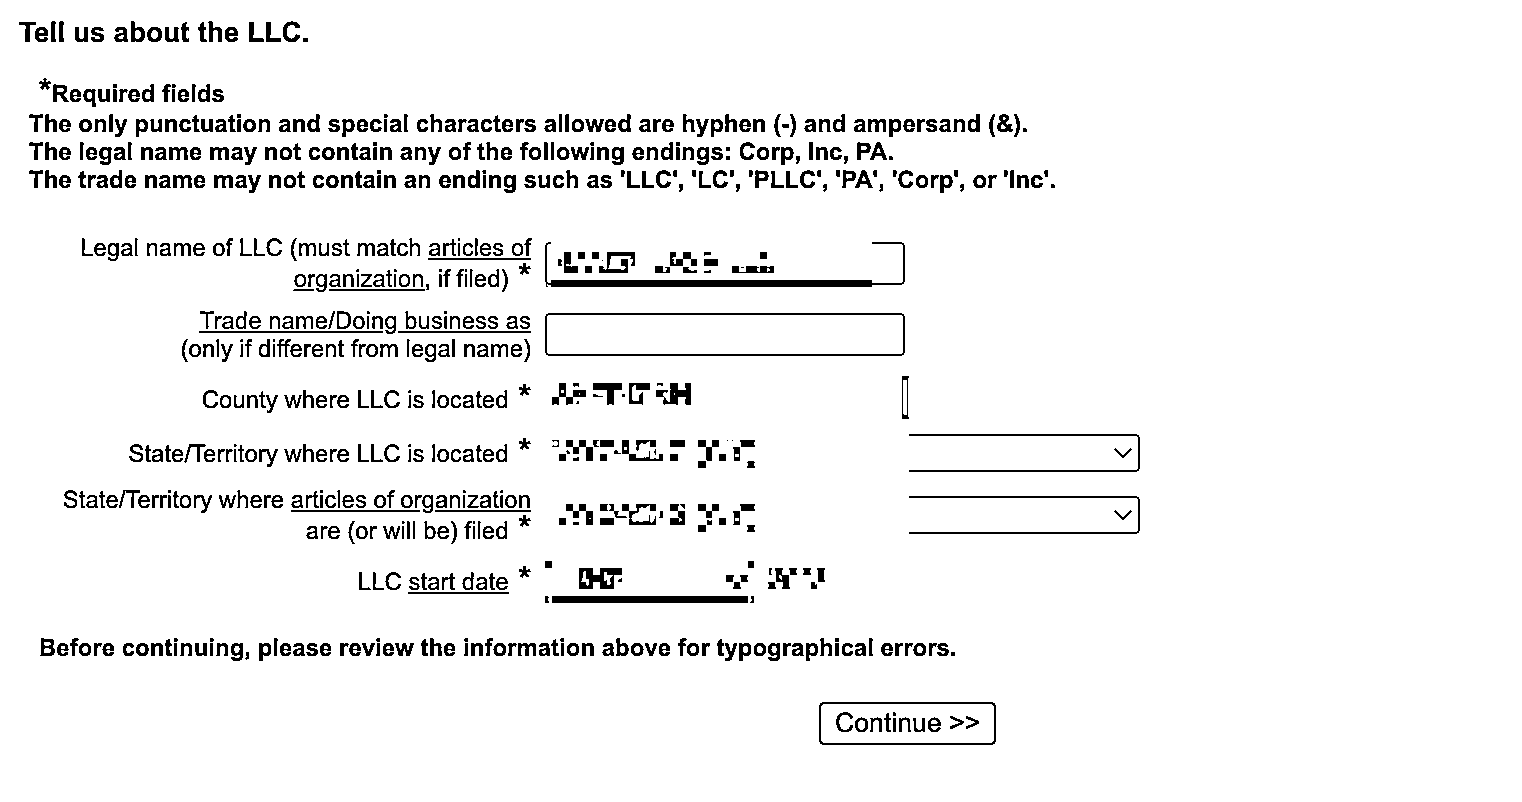 Tell us about the LLC.
*Required fields
The only punctuation and special characters allowed are hyphen (-) and ampersand (&).
The legal name may not contain any of the following endings: Corp, Inc, PA.
The trade name may not contain an ending such as 'LLC', 'LC', 'PLLC', 'PA', 'Corp', or 'Inc'.
Legal name of LLC (must match articles of
organization, if filed) *
Trade name/Doing business as
(only if different from legal name)
County where LLC is located *
State/Territory where LLC is located *
State/Territory where articles of organization
are (or will be) filed *
LLC start date *
Before continuing, please review the information above for typographical errors.
Continue >>